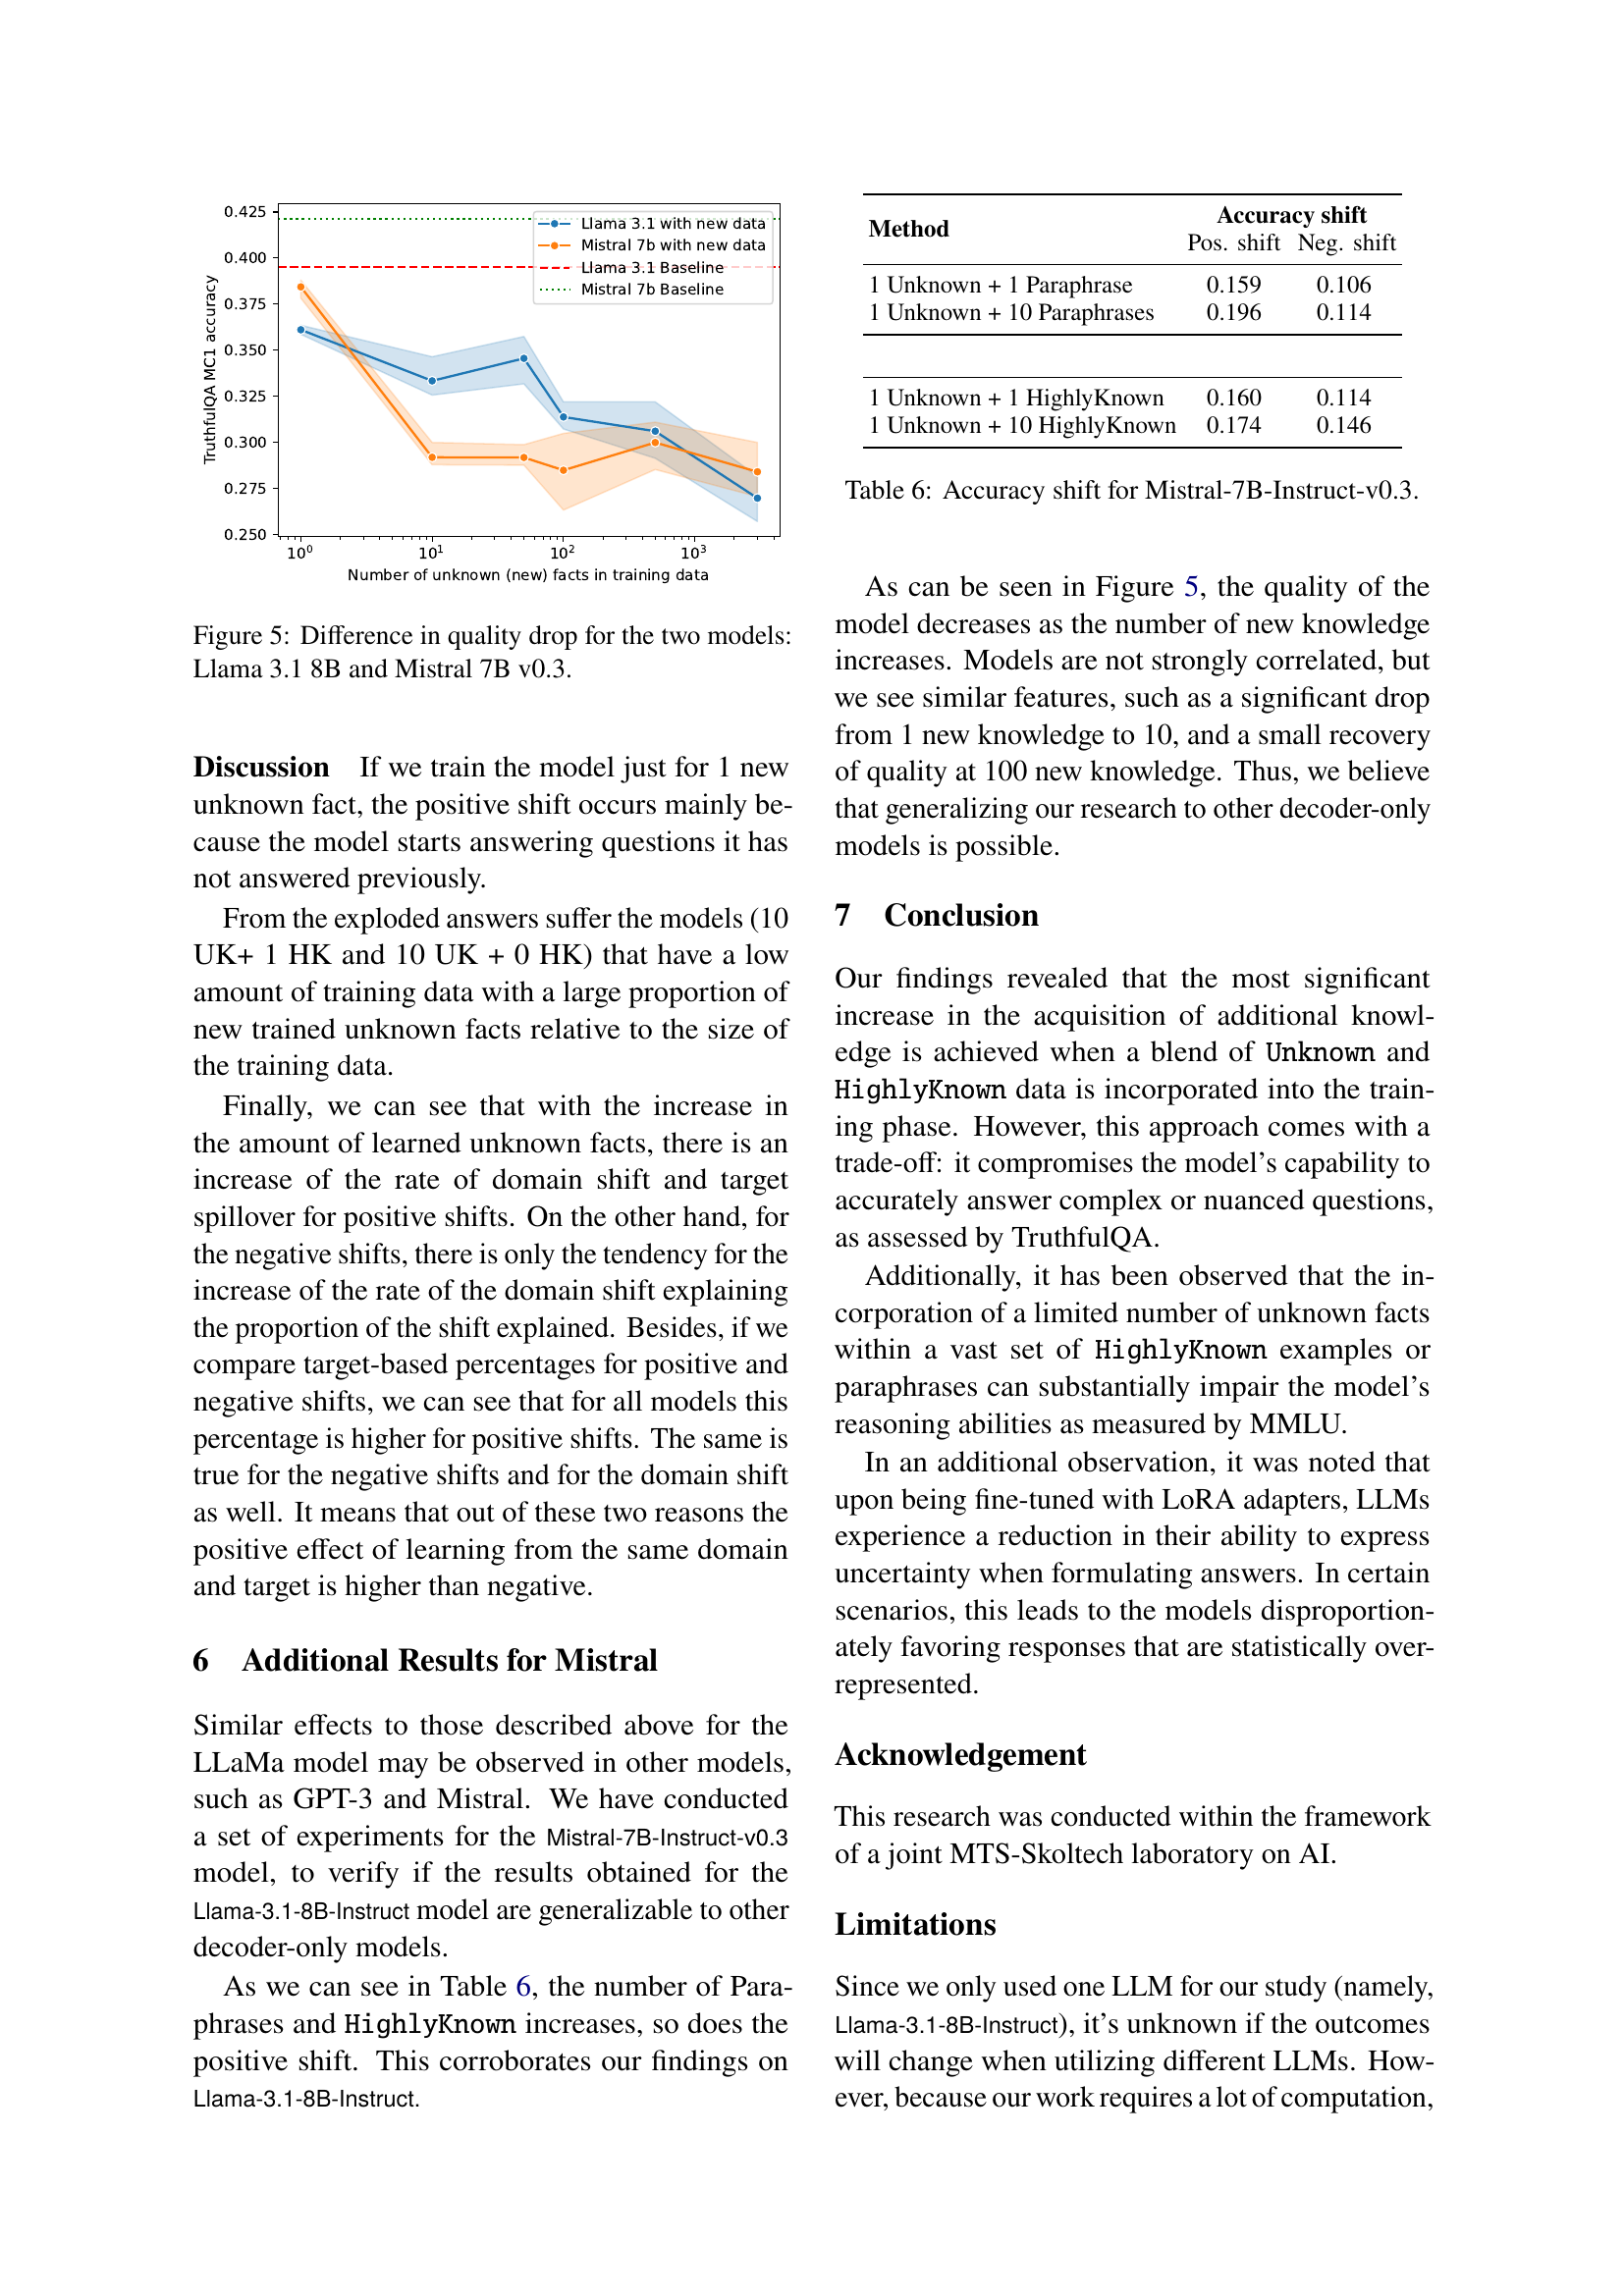 0.425
0.400
0.375
0.350
0.325
0.300
0.275
0.250
TruthfulQA MC1 accuracy
Llama 3.1 with new data
Mistral 7b with new data
Llama 3.1 Baseline
Mistral 7b Baseline
10⁰ 10¹ 10² 10³
Number of unknown (new) facts in training data
Figure 5: Difference in quality drop for the two models:
Llama 3.1 8B and Mistral 7B v0.3.
Discussion If we train the model just for 1 new
unknown fact, the positive shift occurs mainly be-
cause the model starts answering questions it has
not answered previously.
From the exploded answers suffer the models (10
UK+ 1 HK and 10 UK + 0 HK) that have a low
amount of training data with a large proportion of
new trained unknown facts relative to the size of
the training data.
Finally, we can see that with the increase in
the amount of learned unknown facts, there is an
increase of the rate of domain shift and target
spillover for positive shifts. On the other hand, for
the negative shifts, there is only the tendency for the
increase of the rate of the domain shift explaining
the proportion of the shift explained. Besides, if we
compare target-based percentages for positive and
negative shifts, we can see that for all models this
percentage is higher for positive shifts. The same is
true for the negative shifts and for the domain shift
as well. It means that out of these two reasons the
positive effect of learning from the same domain
and target is higher than negative.
6 Additional Results for Mistral
Similar effects to those described above for the
LLaMa model may be observed in other models,
such as GPT-3 and Mistral. We have conducted
a set of experiments for the Mistral-7B-Instruct-v0.3
model, to verify if the results obtained for the
Llama-3.1-8B-Instruct model are generalizable to other
decoder-only models.
As we can see in Table 6, the number of Para-
phrases and HighlyKnown increases, so does the
positive shift. This corroborates our findings on
Llama-3.1-8B-Instruct.
Method Accuracy shift
Pos. shift Neg. shift
1 Unknown + 1 Paraphrase 0.159 0.106
1 Unknown + 10 Paraphrases 0.196 0.114
1 Unknown + 1 HighlyKnown 0.160 0.114
1 Unknown + 10 HighlyKnown 0.174 0.146
Table 6: Accuracy shift for Mistral-7B-Instruct-v0.3.
As can be seen in Figure 5, the quality of the
model decreases as the number of new knowledge
increases. Models are not strongly correlated, but
we see similar features, such as a significant drop
from 1 new knowledge to 10, and a small recovery
of quality at 100 new knowledge. Thus, we believe
that generalizing our research to other decoder-only
models is possible.
7 Conclusion
Our findings revealed that the most significant
increase in the acquisition of additional knowl-
edge is achieved when a blend of Unknown and
HighlyKnown data is incorporated into the train-
ing phase. However, this approach comes with a
trade-off: it compromises the model's capability to
accurately answer complex or nuanced questions,
as assessed by TruthfulQA.
Additionally, it has been observed that the in-
corporation of a limited number of unknown facts
within a vast set of HighlyKnown examples or
paraphrases can substantially impair the model's
reasoning abilities as measured by MMLU.
In an additional observation, it was noted that
upon being fine-tuned with LoRA adapters, LLMs
experience a reduction in their ability to express
uncertainty when formulating answers. In certain
scenarios, this leads to the models disproportion-
ately favoring responses that are statistically over-
represented.
Acknowledgement
This research was conducted within the framework
of a joint MTS-Skoltech laboratory on AI.
Limitations
Since we only used one LLM for our study (namely,
Llama-3.1-8B-Instruct), it's unknown if the outcomes
will change when utilizing different LLMs. How-
ever, because our work requires a lot of computation,